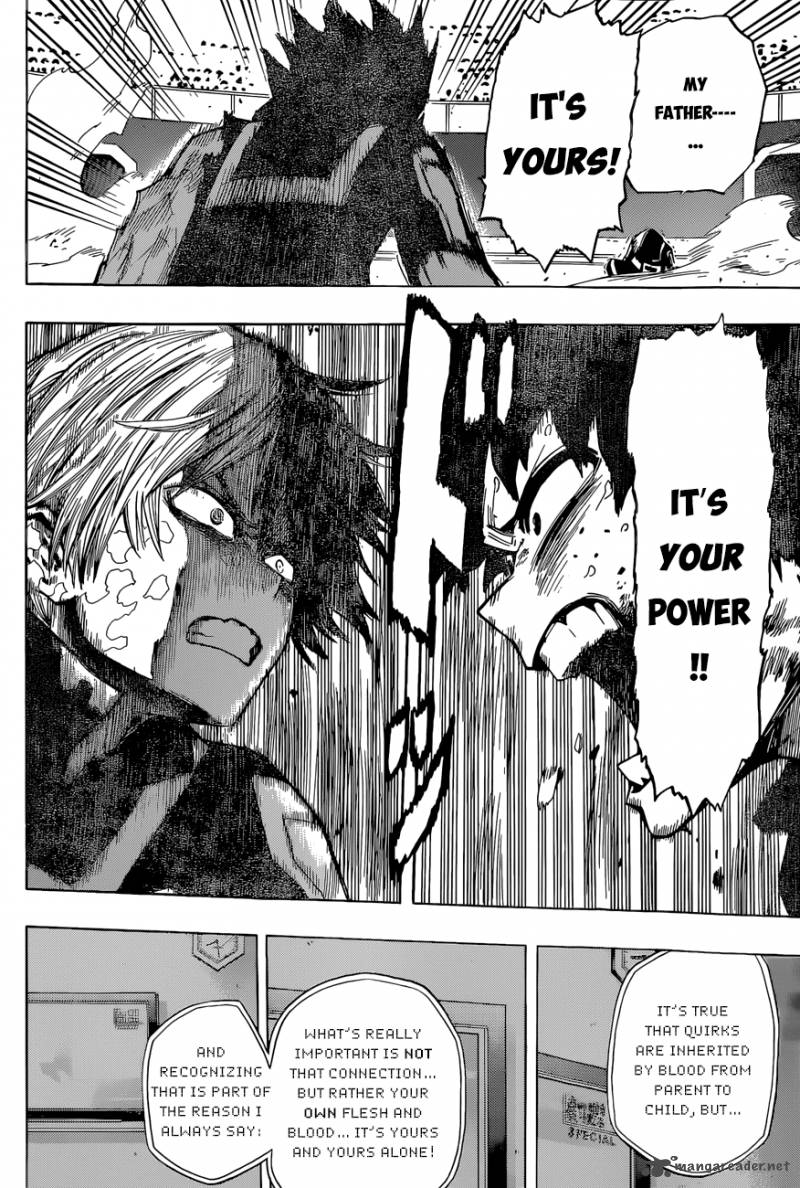 MY
FATHER----
...
IT'S
YOURS!
IT'S
YOUR
POWER
!!
IT'S TRUE
THAT QUIRKS
ARE INHERITED
BY BLOOD FROM
PARENT TO
CHILD, BUT...
SPECIAL
WHAT'S REALLY
IMPORTANT IS NOT
THAT CONNECTION...
BUT RATHER YOUR
OWN FLESH AND
BLOOD... IT'S YOURS
AND YOURS ALONE!
AND
RECOGNIZING
THAT IS PART OF
THE REASON I
ALWAYS SAY:
mangareader.net